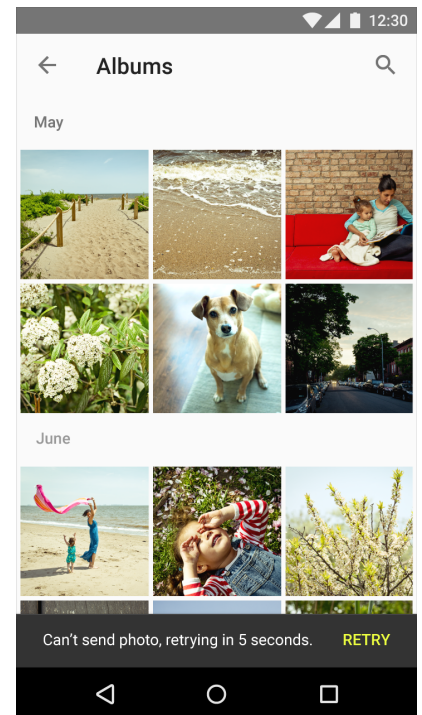 12:30
Albums
May
June
Can’t send photo, retrying in 5 seconds. RETRY